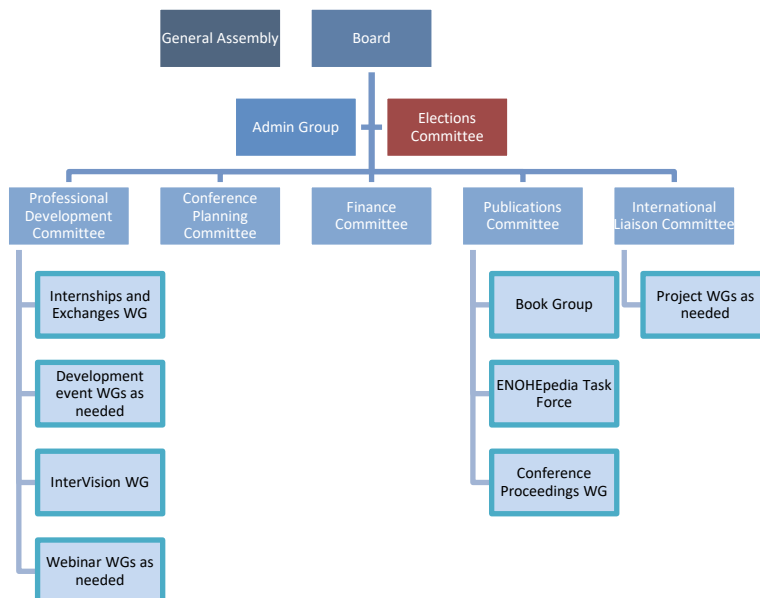 General Assembly
Board
Admin Group
Elections
Committee
Professional
Development
Committee
Conference
Planning
Committee
Finance
Committee
Publications
Committee
International
Liaison Committee
Internships and
Exchanges WG
Development
event WGs as
needed
InterVision WG
Webinar WGs as
needed
Book Group
ENOHEpedia Task
Force
Conference
Proceedings WG
Project WGs as
needed